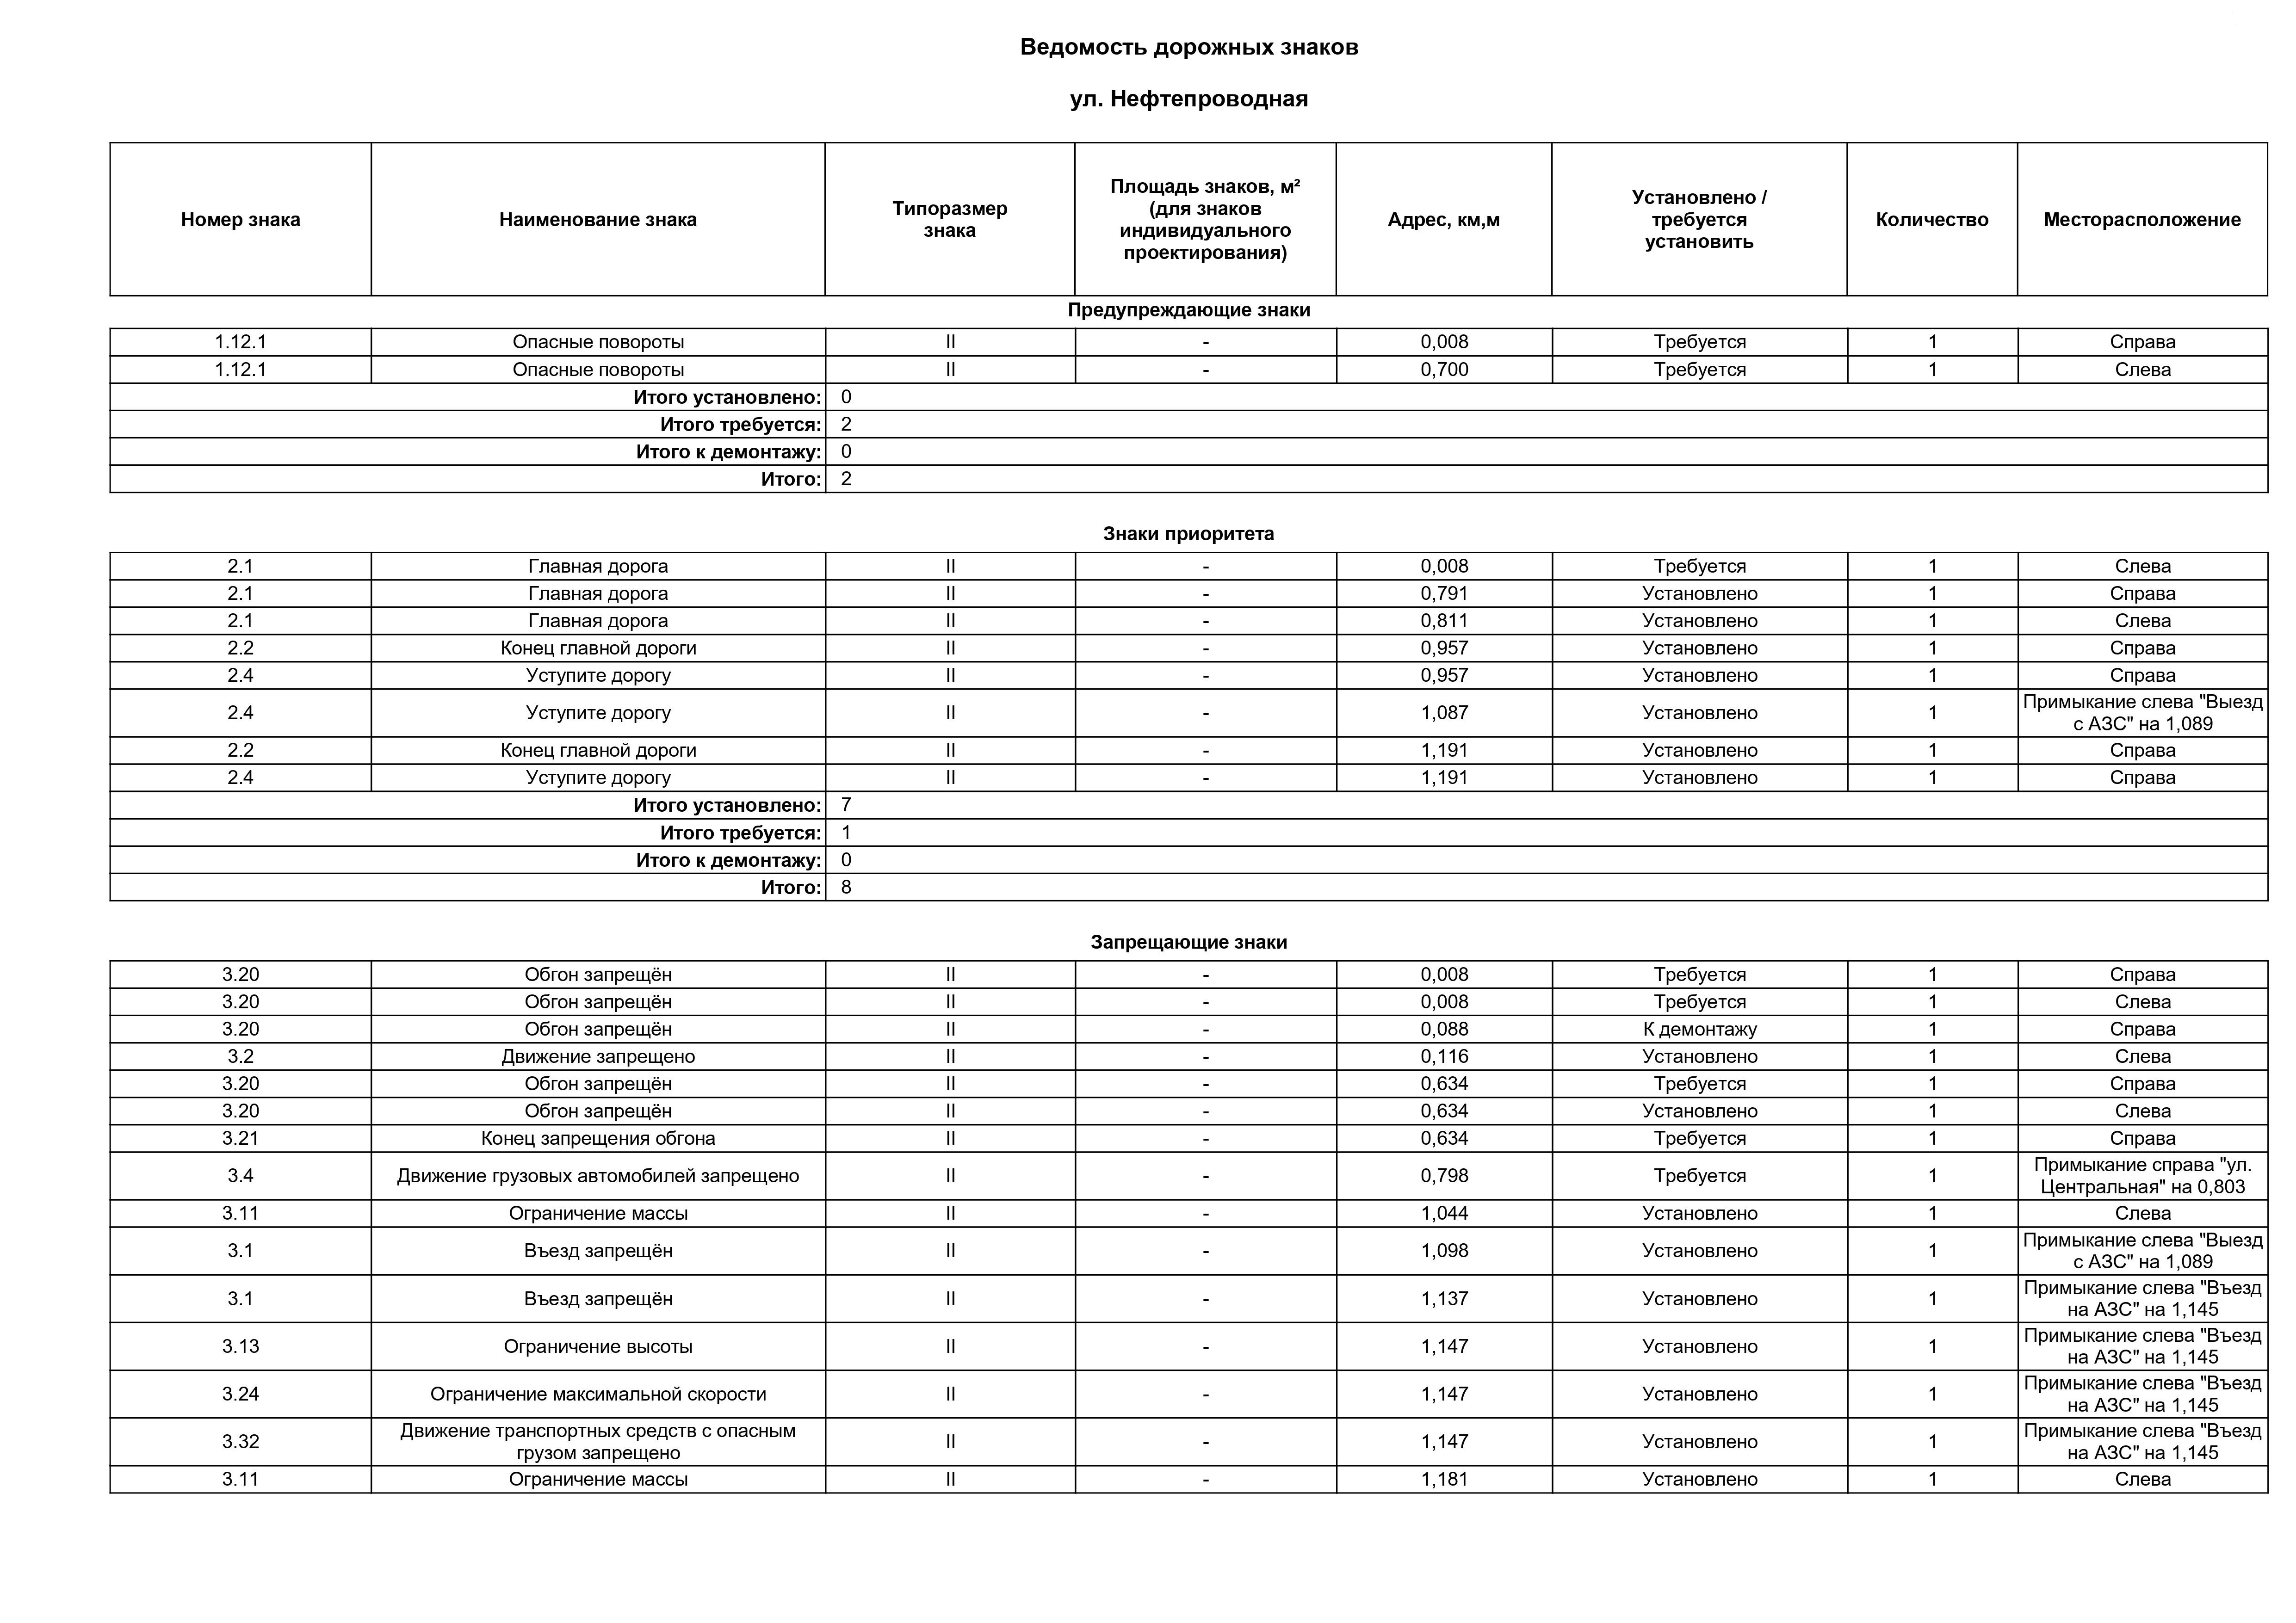 Ведомость дорожных знаков
ул. Нефтепроводная
Номер знака Наименование знака Типоразмер знака Площадь знаков, м² (для знаков индивидуального проектирования) Адрес, км,м Установлено / требуется установить Количество Месторасположение
Предупреждающие знаки
1.12.1 Опасные повороты II - 0,008 Требуется 1 Справа
1.12.1 Опасные повороты II - 0,700 Требуется 1 Слева
Итого установлено: 0
Итого требуется: 2
Итого к демонтажу: 0
Итого: 2
Знаки приоритета
2.1 Главная дорога II - 0,008 Требуется 1 Слева
2.1 Главная дорога II - 0,791 Установлено 1 Справа
2.1 Главная дорога II - 0,811 Установлено 1 Слева
2.2 Конец главной дороги II - 0,957 Установлено 1 Справа
2.4 Уступите дорогу II - 0,957 Установлено 1 Справа
2.4 Уступите дорогу II - 1,087 Установлено 1 Примыкание слева "Выезд с АЗС" на 1,089
2.2 Конец главной дороги II - 1,191 Установлено 1 Справа
2.4 Уступите дорогу II - 1,191 Установлено 1 Справа
Итого установлено: 7
Итого требуется: 1
Итого к демонтажу: 0
Итого: 8
Запрещающие знаки
3.20 Обгон запрещён II - 0,008 Требуется 1 Справа
3.20 Обгон запрещён II - 0,008 Требуется 1 Слева
3.20 Обгон запрещён II - 0,088 К демонтажу 1 Справа
3.2 Движение запрещено II - 0,116 Установлено 1 Слева
3.20 Обгон запрещён II - 0,634 Требуется 1 Справа
3.20 Обгон запрещён II - 0,634 Установлено 1 Слева
3.21 Конец запрещения обгона II - 0,634 Требуется 1 Справа
3.4 Движение грузовых автомобилей запрещено II - 0,798 Требуется 1 Примыкание справа "ул. Центральная" на 0,803
3.11 Ограничение массы II - 1,044 Установлено 1 Слева
3.1 Въезд запрещён II - 1,098 Установлено 1 Примыкание слева "Выезд с АЗС" на 1,089
3.1 Въезд запрещён II - 1,137 Установлено 1 Примыкание слева "Въезд на АЗС" на 1,145
3.13 Ограничение высоты II - 1,147 Установлено 1 Примыкание слева "Въезд на АЗС" на 1,145
3.24 Ограничение максимальной скорости II - 1,147 Установлено 1 Примыкание слева "Въезд на АЗС" на 1,145
3.32 Движение транспортных средств с опасным грузом запрещено II - 1,147 Установлено 1 Примыкание слева "Въезд на АЗС" на 1,145
3.11 Ограничение массы II - 1,181 Установлено 1 Слева